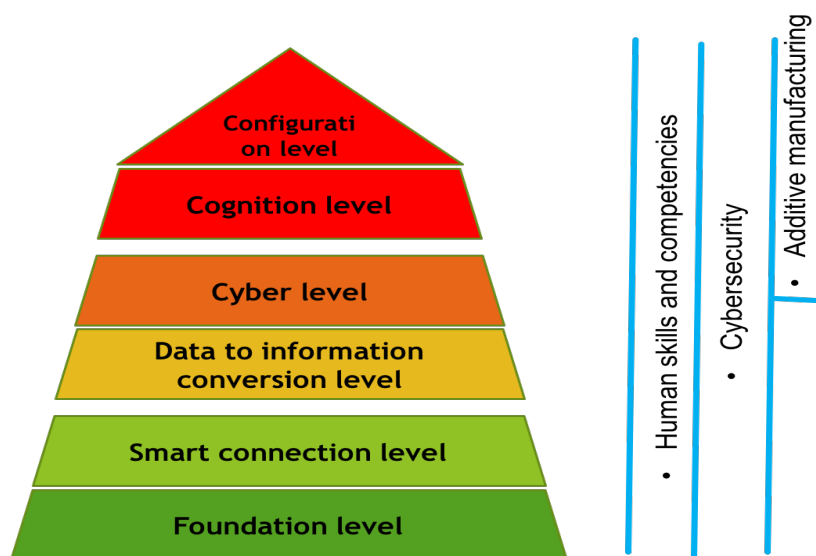 Configurati
on level
Cognition level
Cyber level
Data to information
conversion level
Smart connection level
Foundation level
• Human skills and competencies
• Cybersecurity
• Additive manufacturing